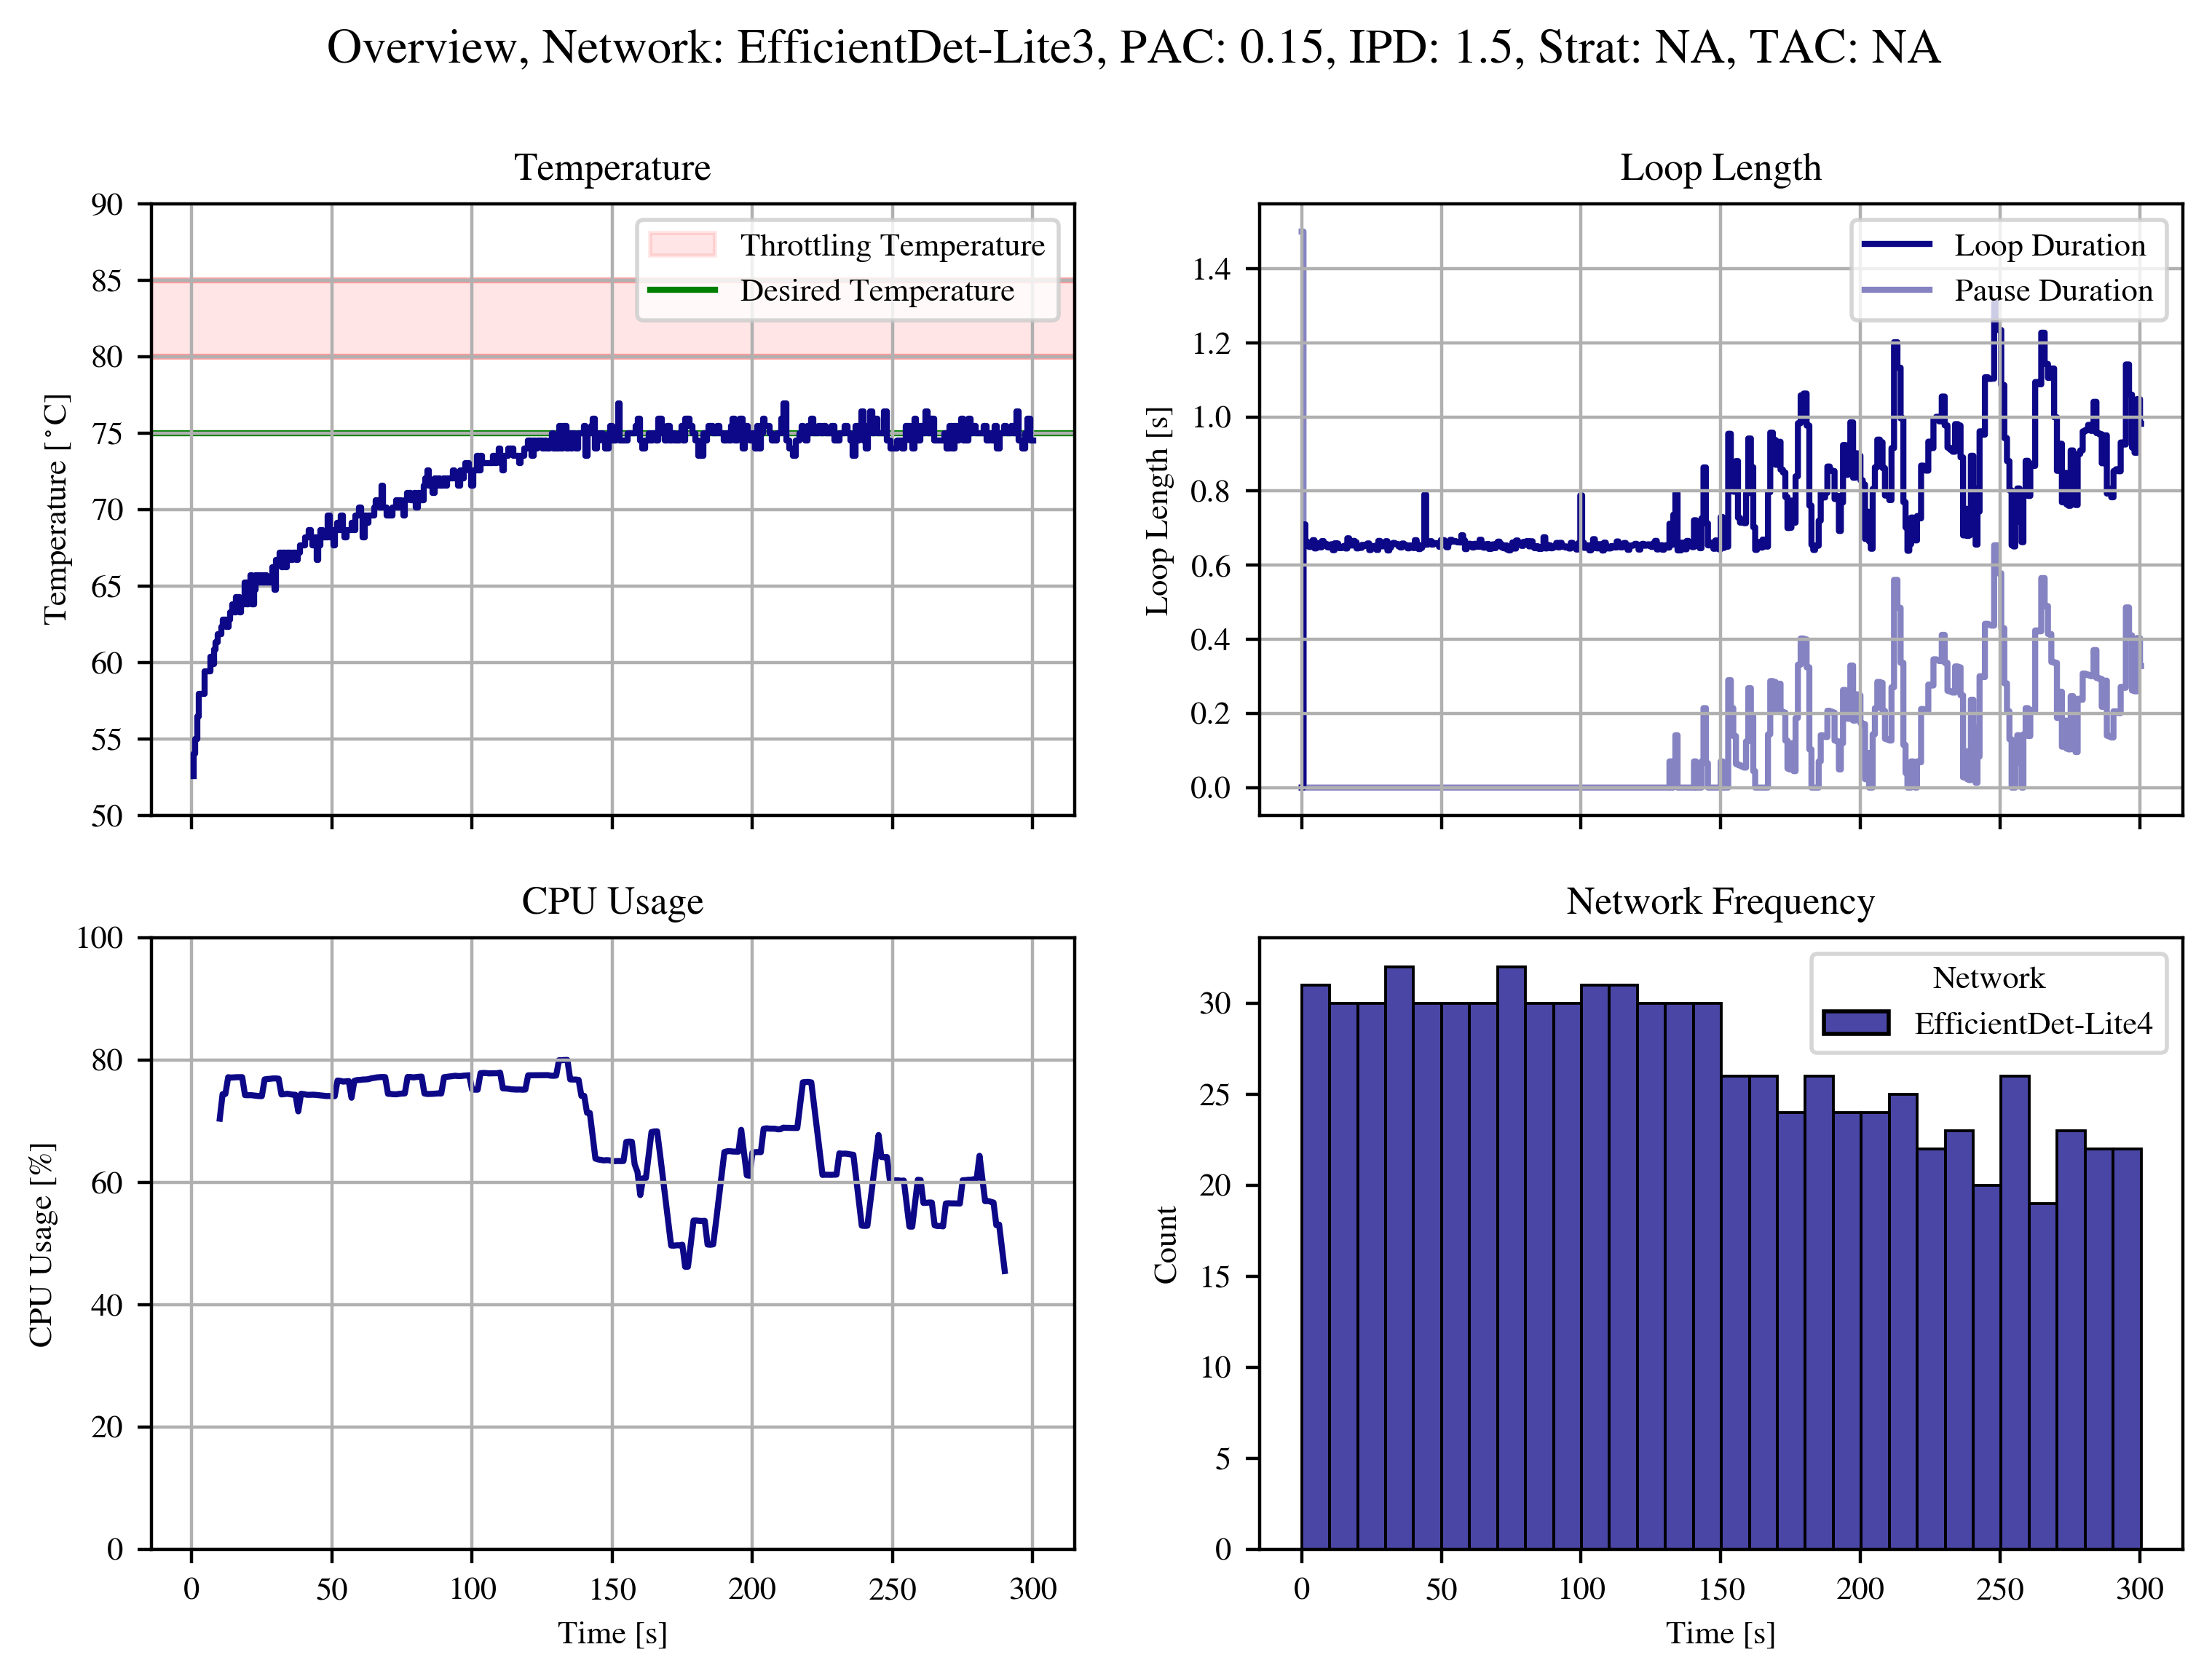 Overview, Network: EfficientDet-Lite3, PAC: 0.15, IPD: 1.5, Strat: NA, TAC: NA
Temperature
90
85
80
75
70
65
60
55
50
Temperature [°C]
Throttling Temperature
Desired Temperature
Loop Length
1.4
1.2
1.0
0.8
0.6
0.4
0.2
0.0
Loop Length [s]
Loop Duration
Pause Duration
CPU Usage
100
80
60
40
20
0
CPU Usage [%]
0 50 100 150 200 250 300
Time [s]
Network Frequency
30
25
20
15
10
5
0
Count
Network
EfficientDet-Lite4
0 50 100 150 200 250 300
Time [s]